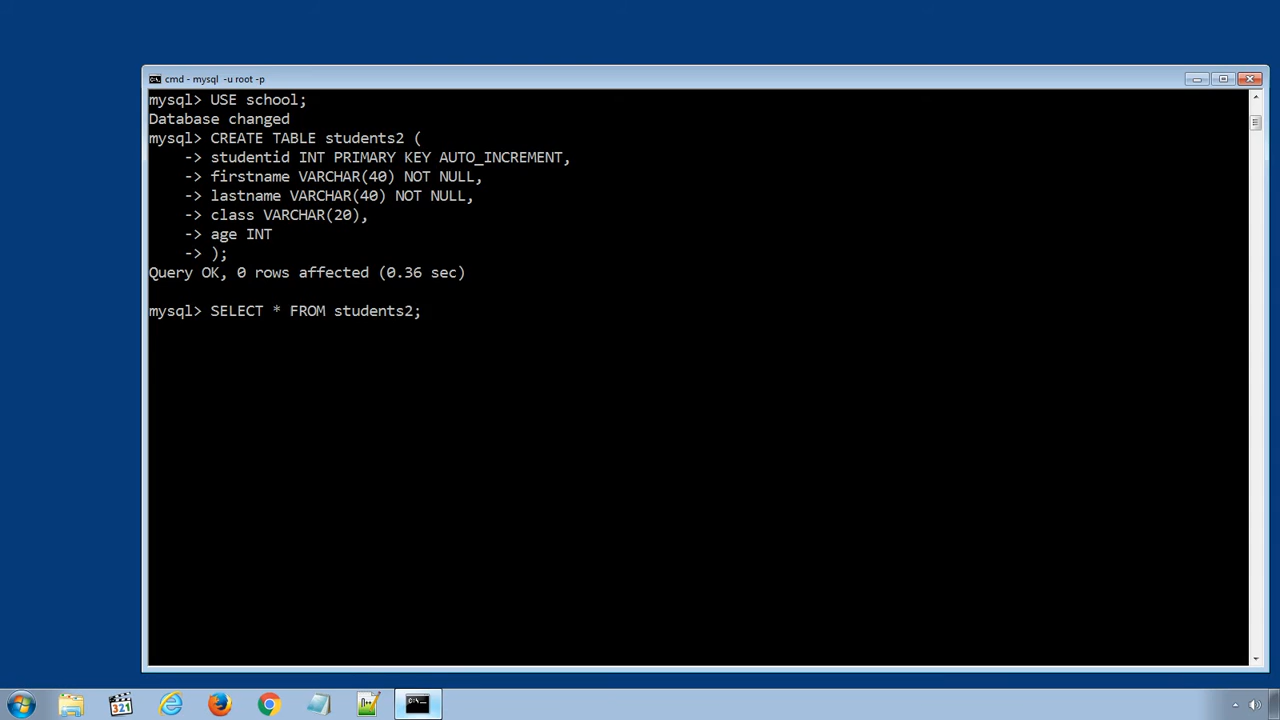 cmd - mysql -u root -p
mysql> USE school;
Database changed
mysql> CREATE TABLE students2 (
-> studentid INT PRIMARY KEY AUTO_INCREMENT,
-> firstname VARCHAR(40) NOT NULL,
-> lastname VARCHAR(40) NOT NULL,
-> class VARCHAR(20),
-> age INT
-> );
Query OK, 0 rows affected (0.36 sec)
mysql> SELECT * FROM students2;
321